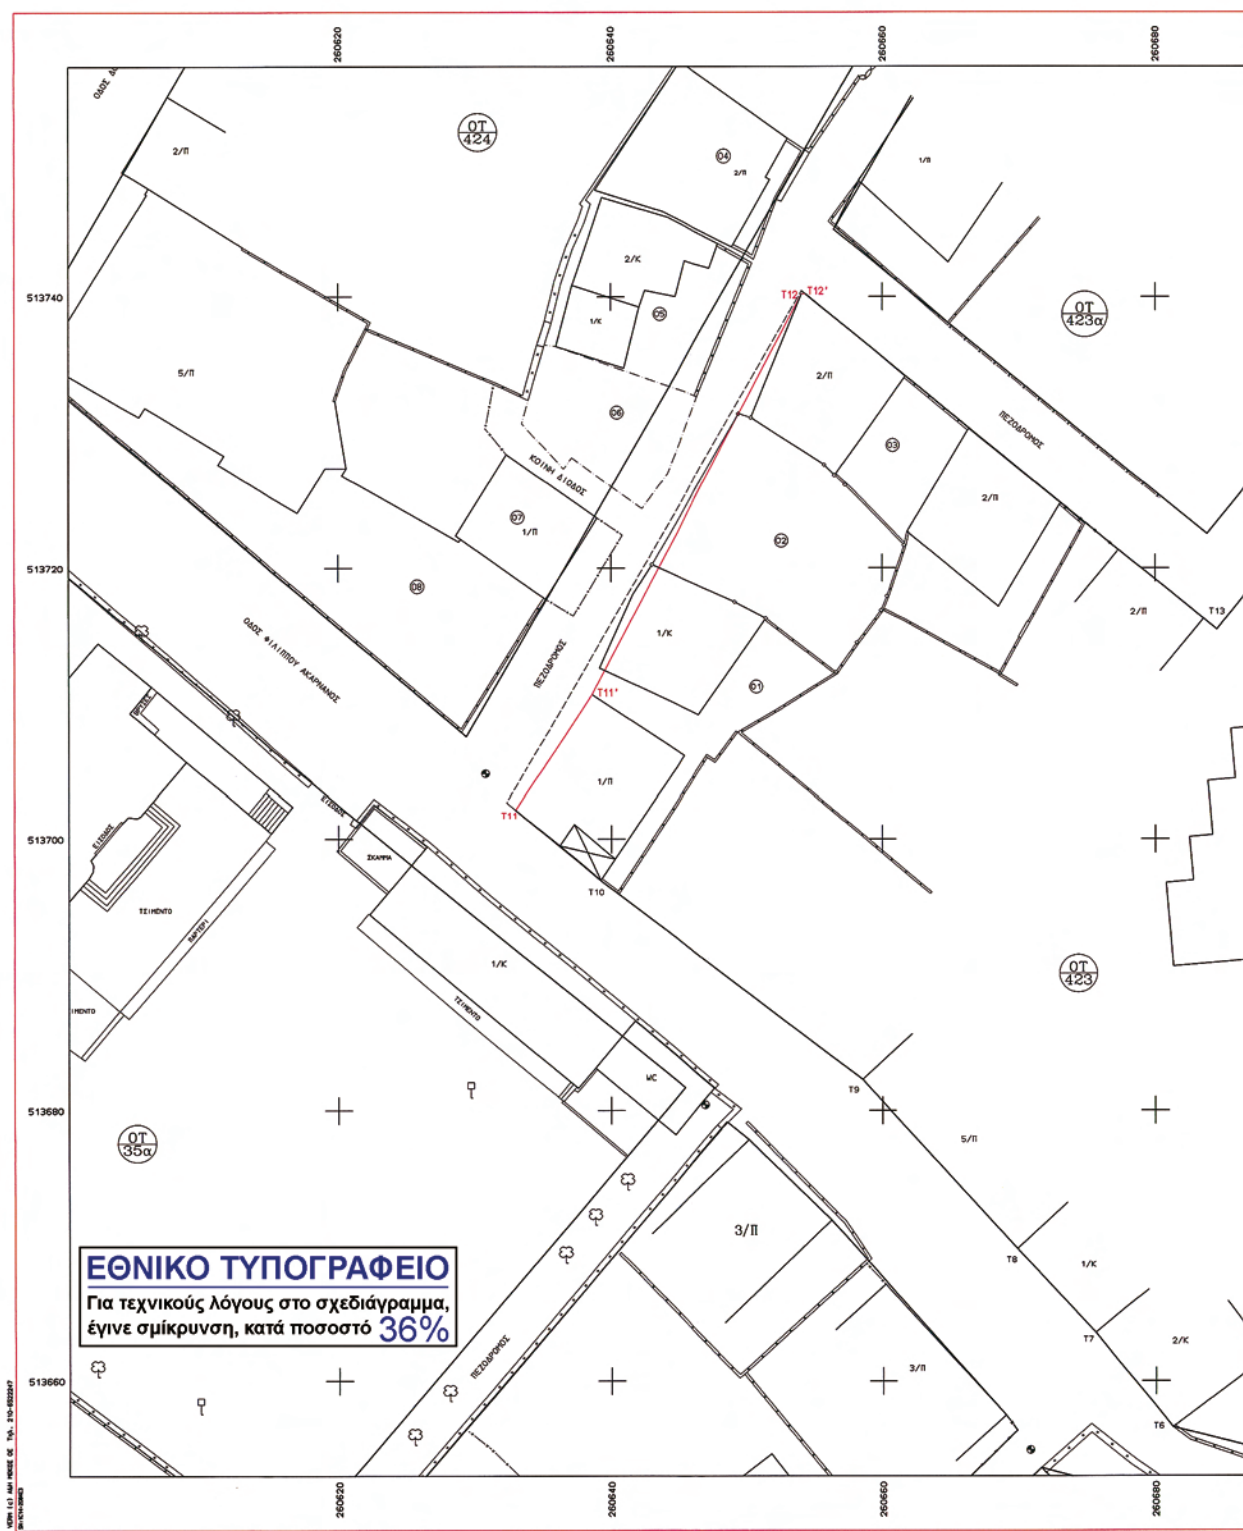 260620
260640
260660
260680
ΟΔΟΣ
ΟΤ
424
2/Π
04
2/Π
1/Π
2/Κ
513740
Τ12
Τ12'
ΟΤ
423α
1/Κ
05
5/Π
2/Π
06
ΠΕΖΟΔΡΟΜΟΣ
03
ΚΟΙΝΗ ΔΙΟΔΟΣ
2/Π
07
1/Π
02
513720
08
2/Π
Τ13
ΟΔΟΣ ΦΙΛΙΠΠΟΥ ΑΚΑΡΝΑΝΟΣ
1/Κ
ΠΕΖΟΔΡΟΜΟΣ
Τ11'
01
ΒΡΥΣΕΣ
1/Π
ΕΙΣΟΔΟΣ
Τ11
513700
ΕΙΣΟΔΟΣ
ΣΚΑΜΜΑ
Τ10
ΤΣΙΜΕΝΤΟ
ΠΑΡΤΕΡΙ
1/Κ
ΟΤ
423
ΙΜΕΝΤΟ
ΤΣΙΜΕΝΤΟ
WC
Τ9
513680
ΟΤ
35α
5/Π
3/Π
Τ8
1/Κ
ΕΘΝΙΚΟ ΤΥΠΟΓΡΑΦΕΙΟ
Για τεχνικούς λόγους στο σχεδιάγραμμα,
έγινε σμίκρυνση, κατά ποσοστό 36%
Τ7
2/Κ
ΠΕΖΟΔΡΟΜΟΣ
3/Π
513660
Τ6
260620
260640
260660
260680